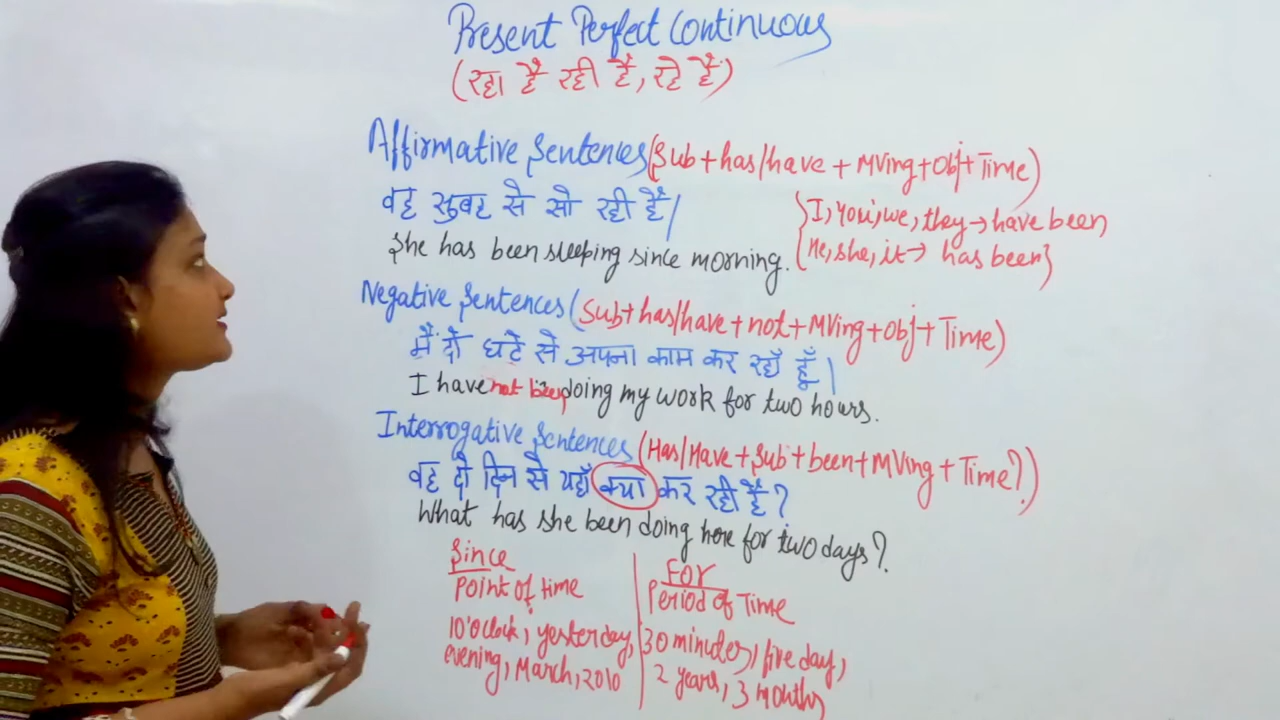 Present Perfect Continuous
(रहा है रही है, रहे हैं)
Affirmative Sentences (Sub + has/have + MVing + Obj + Time)
वह सुबह से सो रही है।
She has been sleeping since morning.
{I, you, we, they → have been
{He, she, it → has been}
Negative Sentences (Sub + has/have + not + MVing + Obj + Time)
मैं दो घंटे से अपना काम कर रहाँ हूँ।
I have not been doing my work for two hours.
Interrogative Sentences (Has/Have + Sub + been + MVing + Time?)
वह दो दिन से यहाँ क्या कर रही है?
What has she been doing here for two days?
Since
Point of time
10'o clock, yesterday,
evening, March, 2010
For
Period of Time
30 minutes, five day,
2 years, 3 months